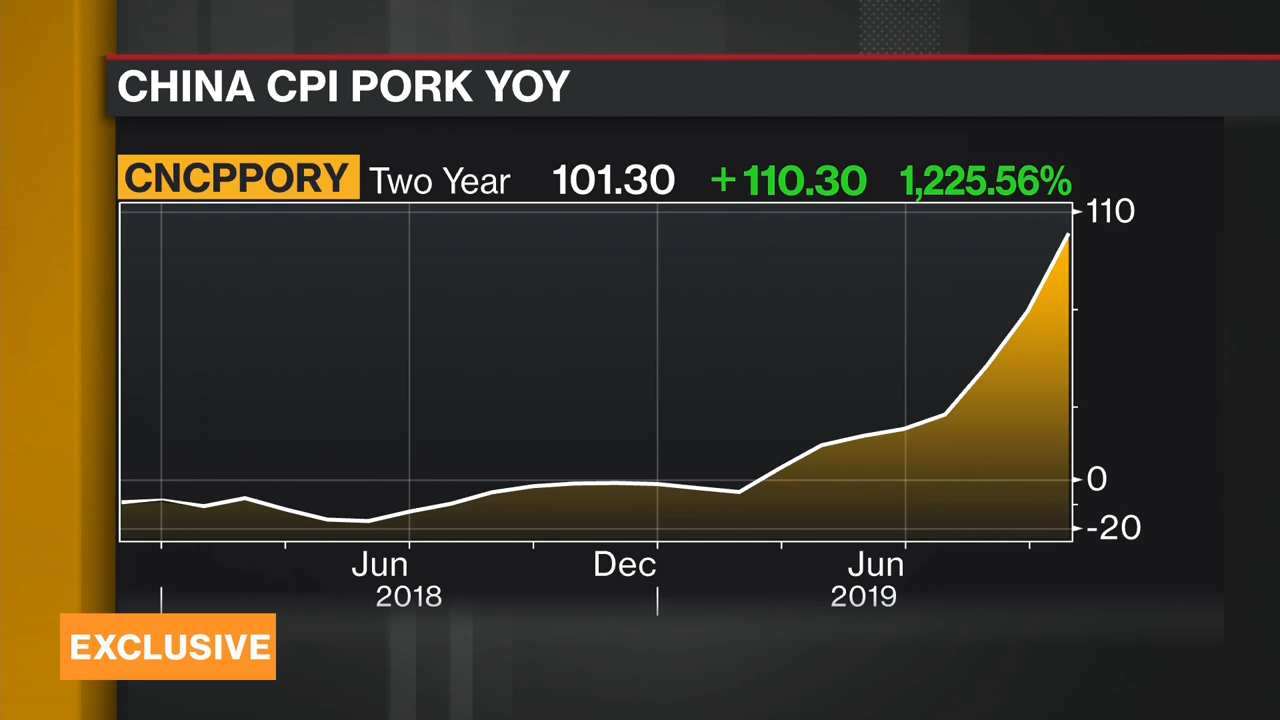 CHINA CPI PORK YOY
CNCPPORY Two Year 101.30 +110.30 1,225.56%
110
0
-20
Jun Dec Jun
2018 2019
EXCLUSIVE